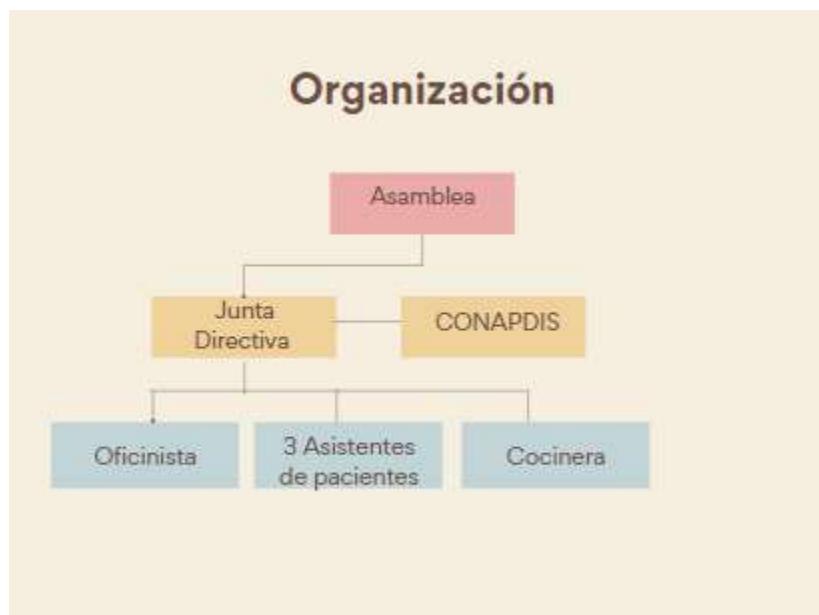 Organización
Asamblea
Junta
Directiva
CONAPDIS
Oficinista
3 Asistentes
de pacientes
Cocinera